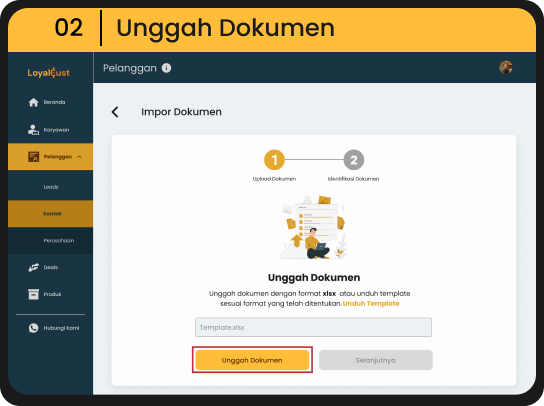 02 Unggah Dokumen
LoyalCust
Pelanggan i
Beranda
Karyawan
Pelanggan
Leads
Kontak
Perusahaan
Deals
Produk
Hubungi Kami
Impor Dokumen
1 2
Upload Dokumen Identifikasi Dokumen
Unggah Dokumen
Unggah dokumen dengan format xlsx atau unduh template
sesuai format yang telah ditentukan. Unduh Template
Template.xlsx
Unggah Dokumen Selanjutnya